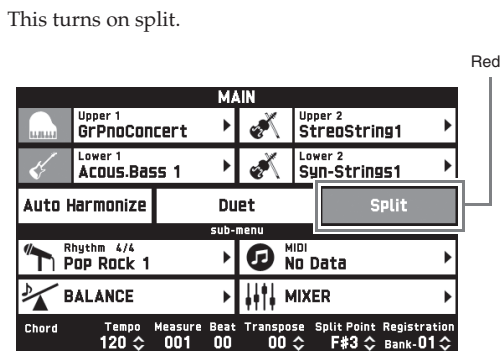 This turns on split.
Red
MAIN
Upper 1
GrPnoConcert
Upper 2
StreoString1
Lower 1
Acous.Bass 1
Lower 2
Syn-Strings1
Auto Harmonize
Duet
Split
sub-menu
Rhythm 4/4
Pop Rock 1
MIDI
No Data
BALANCE
MIXER
Chord Tempo Measure Beat Transpose Split Point Registration
120 001 00 00 F#3 Bank-01